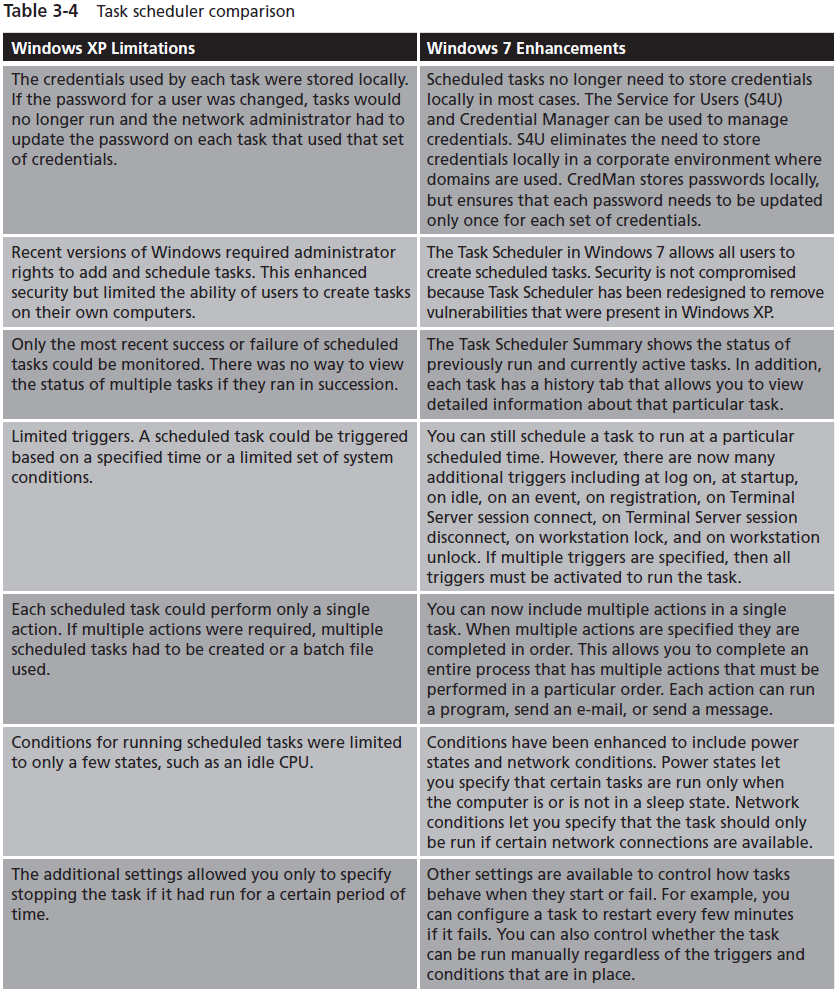 Table 3-4 Task scheduler comparison
Windows XP Limitations
Windows 7 Enhancements
The credentials used by each task were stored locally.
If the password for a user was changed, tasks would
no longer run and the network administrator had to
update the password on each task that used that set
of credentials.
Scheduled tasks no longer need to store credentials
locally in most cases. The Service for Users (S4U)
and Credential Manager can be used to manage
credentials. S4U eliminates the need to store
credentials locally in a corporate environment where
domains are used. CredMan stores passwords locally,
but ensures that each password needs to be updated
only once for each set of credentials.
Recent versions of Windows required administrator
rights to add and schedule tasks. This enhanced
security but limited the ability of users to create tasks
on their own computers.
The Task Scheduler in Windows 7 allows all users to
create scheduled tasks. Security is not compromised
because Task Scheduler has been redesigned to remove
vulnerabilities that were present in Windows XP.
Only the most recent success or failure of scheduled
tasks could be monitored. There was no way to view
the status of multiple tasks if they ran in succession.
The Task Scheduler Summary shows the status of
previously run and currently active tasks. In addition,
each task has a history tab that allows you to view
detailed information about that particular task.
Limited triggers. A scheduled task could be triggered
based on a specified time or a limited set of system
conditions.
You can still schedule a task to run at a particular
scheduled time. However, there are now many
additional triggers including at log on, at startup,
on idle, on an event, on registration, on Terminal
Server session connect, on Terminal Server session
disconnect, on workstation lock, and on workstation
unlock. If multiple triggers are specified, then all
triggers must be activated to run the task.
Each scheduled task could perform only a single
action. If multiple actions were required, multiple
scheduled tasks had to be created or a batch file
used.
You can now include multiple actions in a single
task. When multiple actions are specified they are
completed in order. This allows you to complete an
entire process that has multiple actions that must be
performed in a particular order. Each action can run
a program, send an e-mail, or send a message.
Conditions for running scheduled tasks were limited
to only a few states, such as an idle CPU.
Conditions have been enhanced to include power
states and network conditions. Power states let
you specify that certain tasks are run only when
the computer is or is not in a sleep state. Network
conditions let you specify that the task should only
be run if certain network connections are available.
The additional settings allowed you only to specify
stopping the task if it had run for a certain period of
time.
Other settings are available to control how tasks
behave when they start or fail. For example, you
can configure a task to restart every few minutes
if it fails. You can also control whether the task
can be run manually regardless of the triggers and
conditions that are in place.